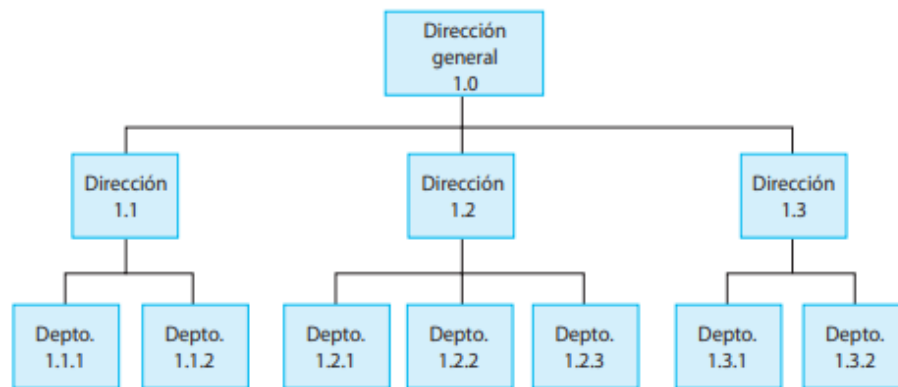 Dirección
general
1.0
Dirección
1.1
Dirección
1.2
Dirección
1.3
Depto.
1.1.1
Depto.
1.1.2
Depto.
1.2.1
Depto.
1.2.2
Depto.
1.2.3
Depto.
1.3.1
Depto.
1.3.2